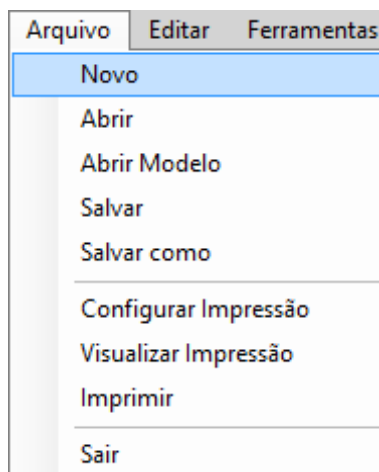 Arquivo Editar Ferramentas
Novo
Abrir
Abrir Modelo
Salvar
Salvar como
Configurar Impressão
Visualizar Impressão
Imprimir
Sair